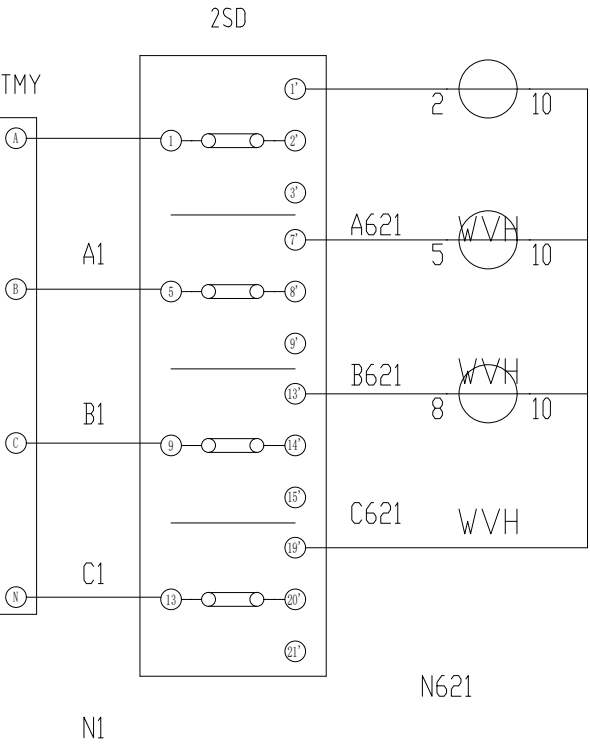 2SD
TMY
1'
2 10
A 1 2'
3'
A621 WVH
7' 5 10
A1
B 5 8'
9'
B621 WVH
13' 8 10
B1
C 9 14'
15'
C621 WVH
19'
C1
N 13 20'
21'
N621
N1